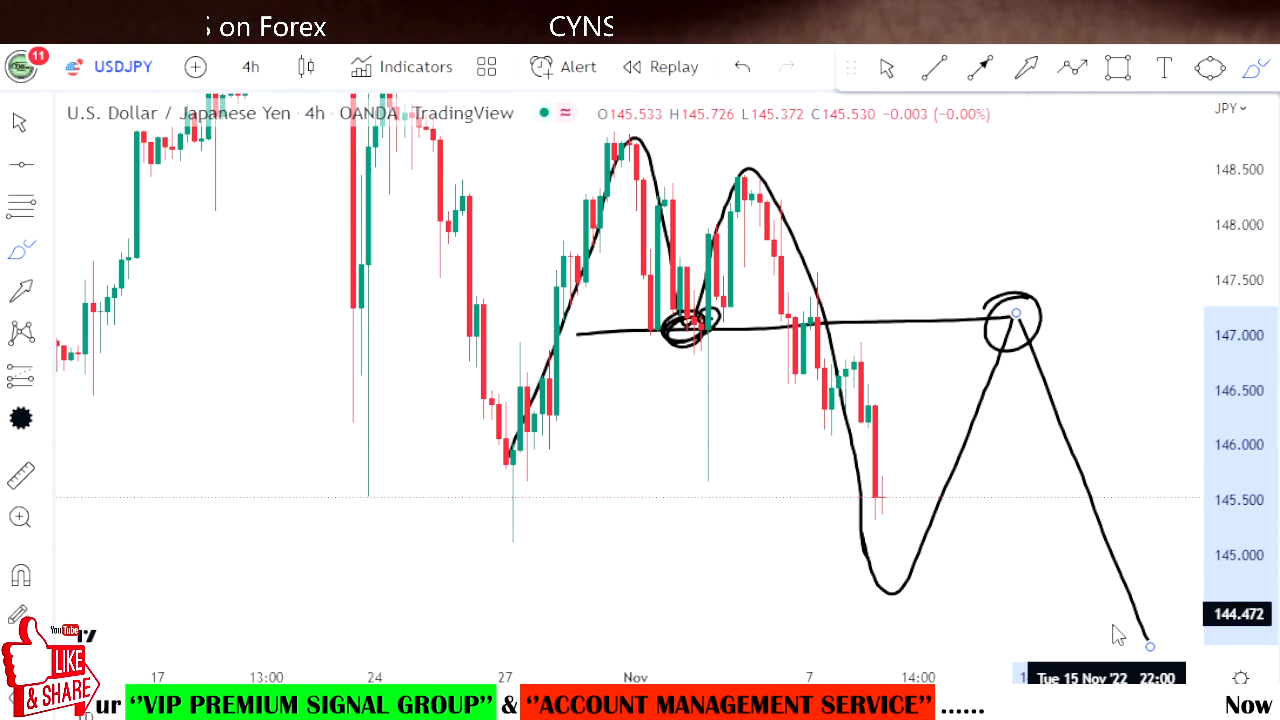 on Forex CYNS
11 USDJPY 4h Indicators Alert Replay
U.S. Dollar / Japanese Yen · 4h · OANDA TradingView O145.533 H145.726 L145.372 C145.530 −0.003 (−0.00%) JPY
148.500
148.000
147.500
147.000
146.500
146.000
145.500
145.000
144.472
YouTube
LIKE
& SHARE
17 13:00 24 27 Nov 7 14:00 Tue 15 Nov '22 22:00
ur ‘‘VIP PREMIUM SIGNAL GROUP’’ & ‘‘ACCOUNT MANAGEMENT SERVICE’’ ...... Now